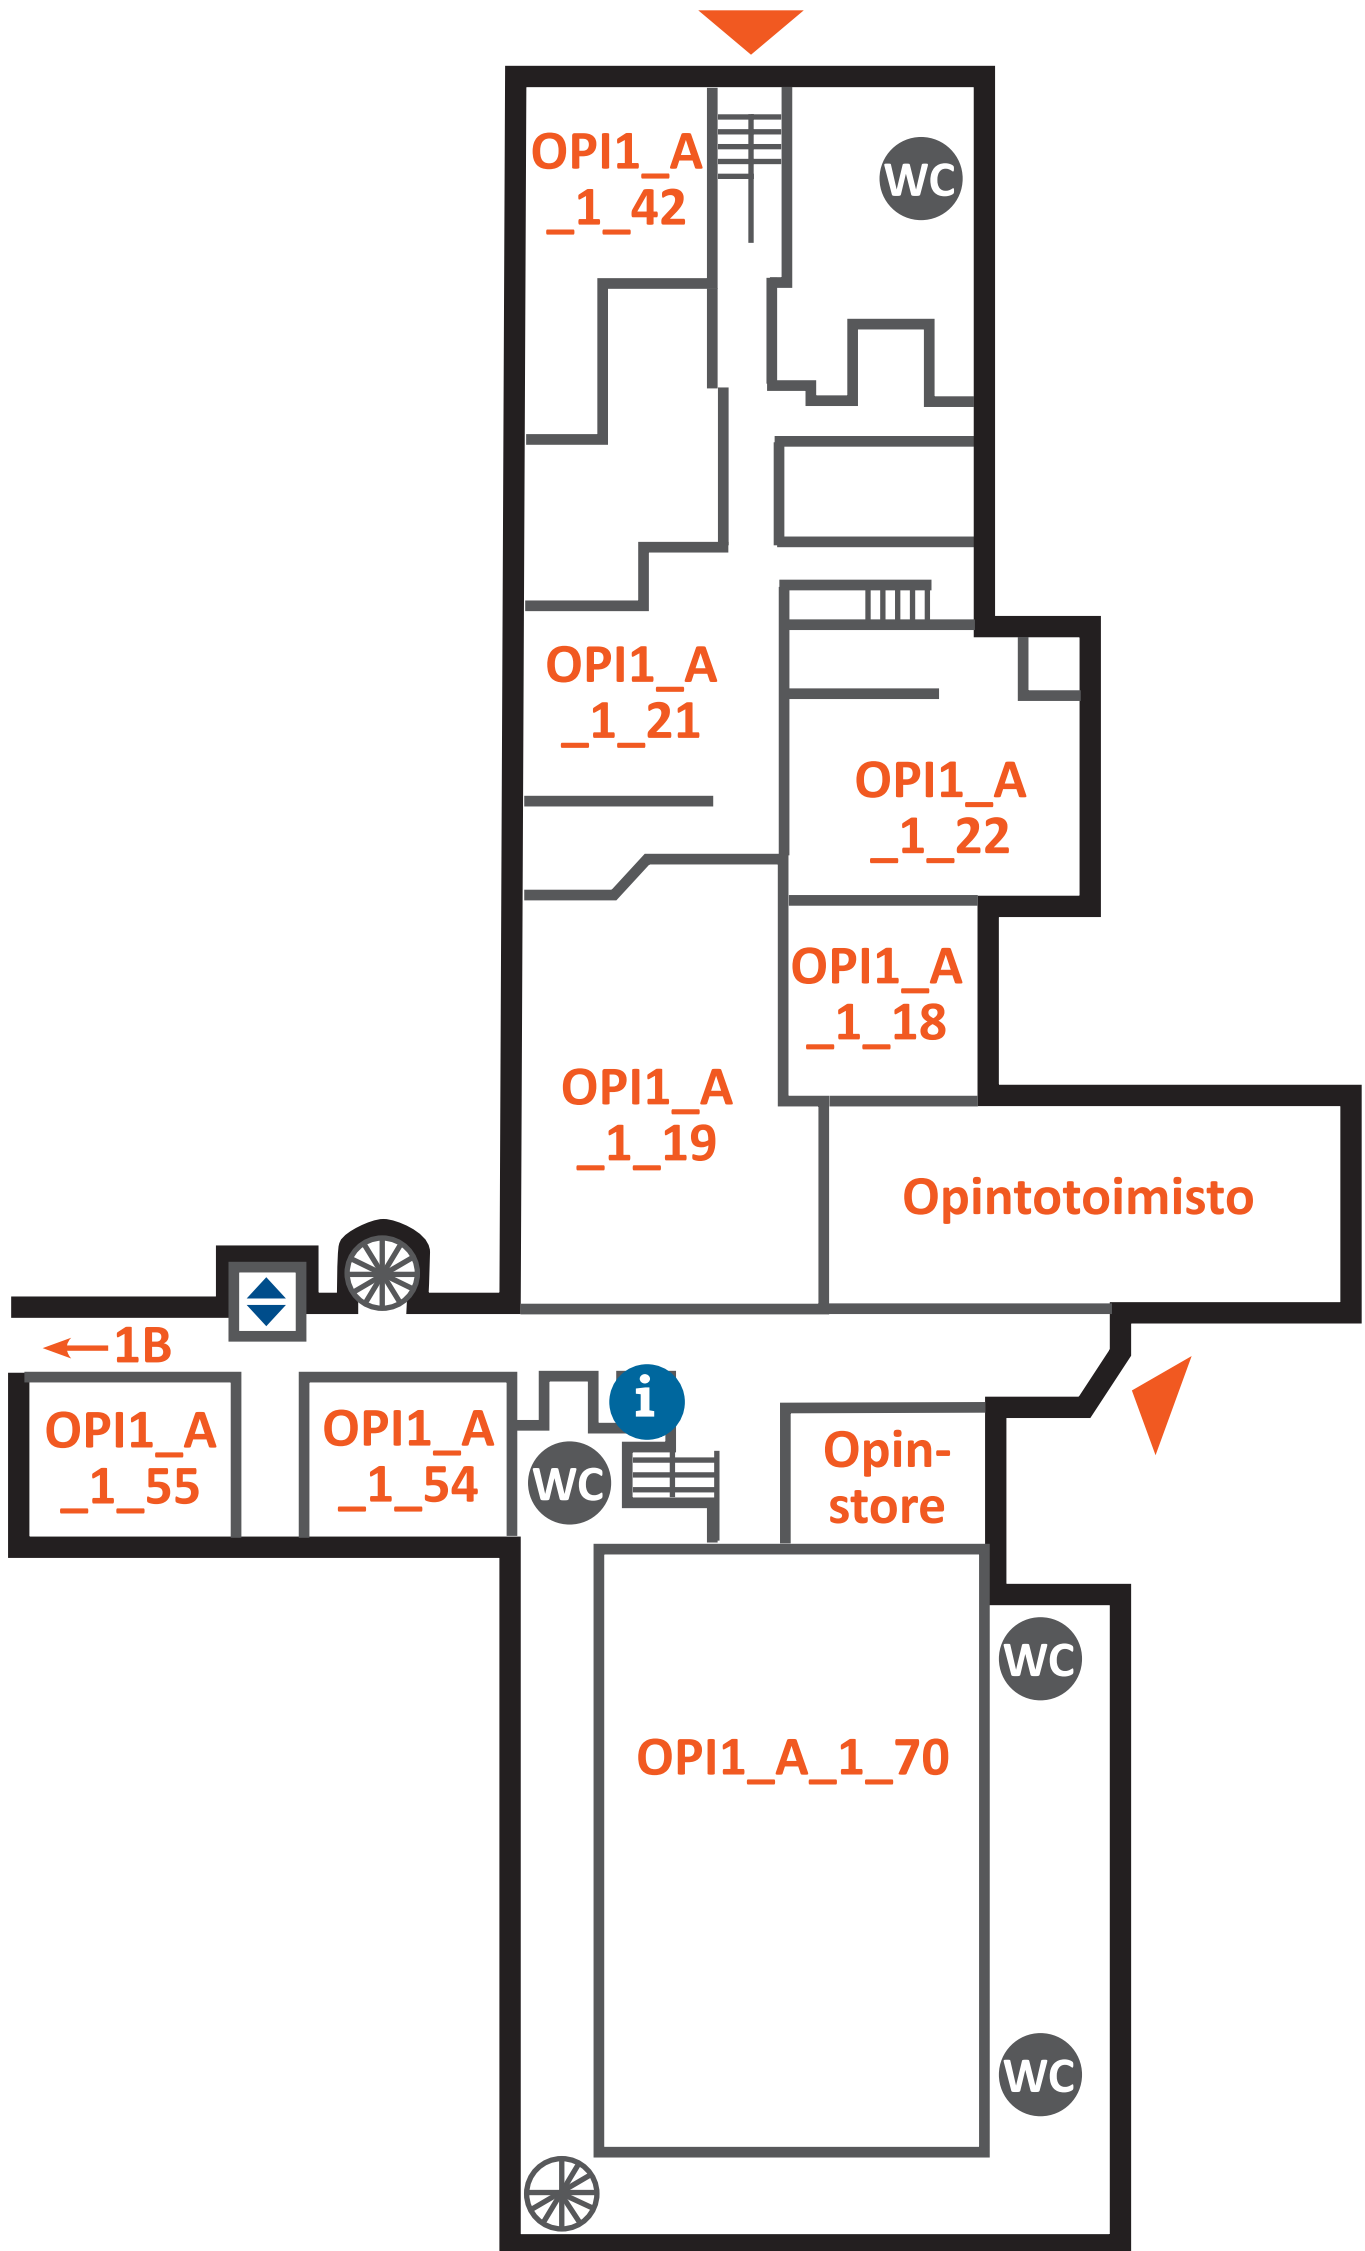 OPI1_A
_1_42
WC
OPI1_A
_1_21
OPI1_A
_1_22
OPI1_A
_1_18
OPI1_A
_1_19
Opintotoimisto
1B
OPI1_A
_1_55
OPI1_A
_1_54
i
WC
Opin-
store
WC
OPI1_A_1_70
WC